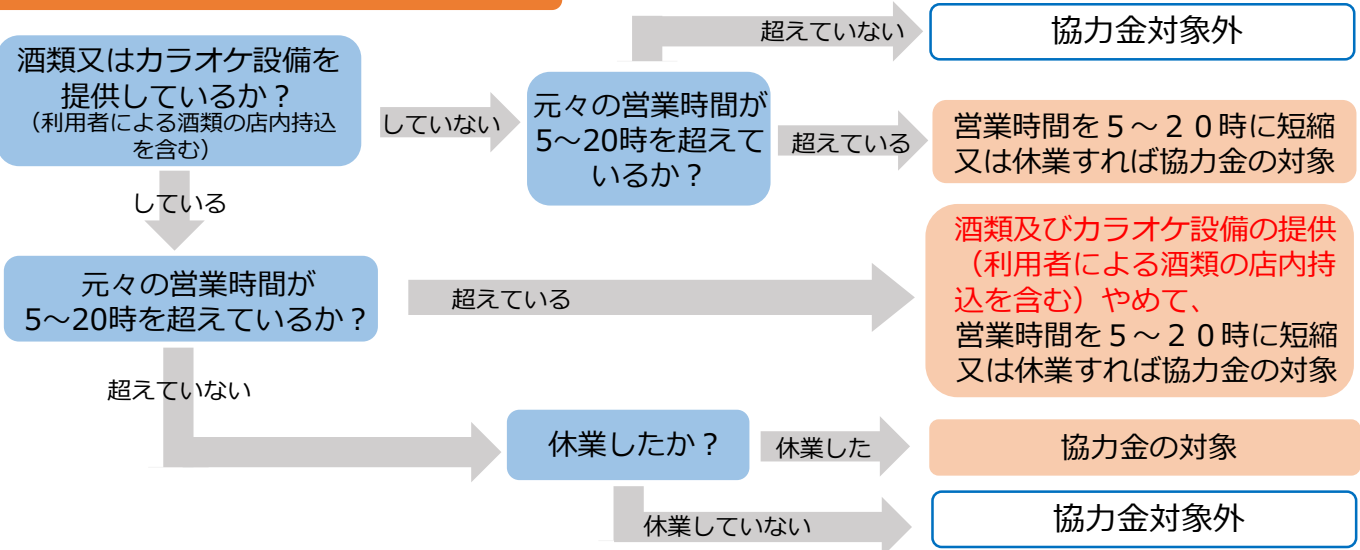 酒類又はカラオケ設備を
提供しているか？
（利用者による酒類の店内持込
を含む）
していない
元々の営業時間が
5～20時を超えて
いるか？
超えていない
協力金対象外
超えている
営業時間を５～２０時に短縮
又は休業すれば協力金の対象
している
元々の営業時間が
5～20時を超えているか？
超えている
酒類及びカラオケ設備の提供
（利用者による酒類の店内持
込を含む）やめて、
営業時間を５～２０時に短縮
又は休業すれば協力金の対象
超えていない
休業したか？
休業した
協力金の対象
休業していない
協力金対象外